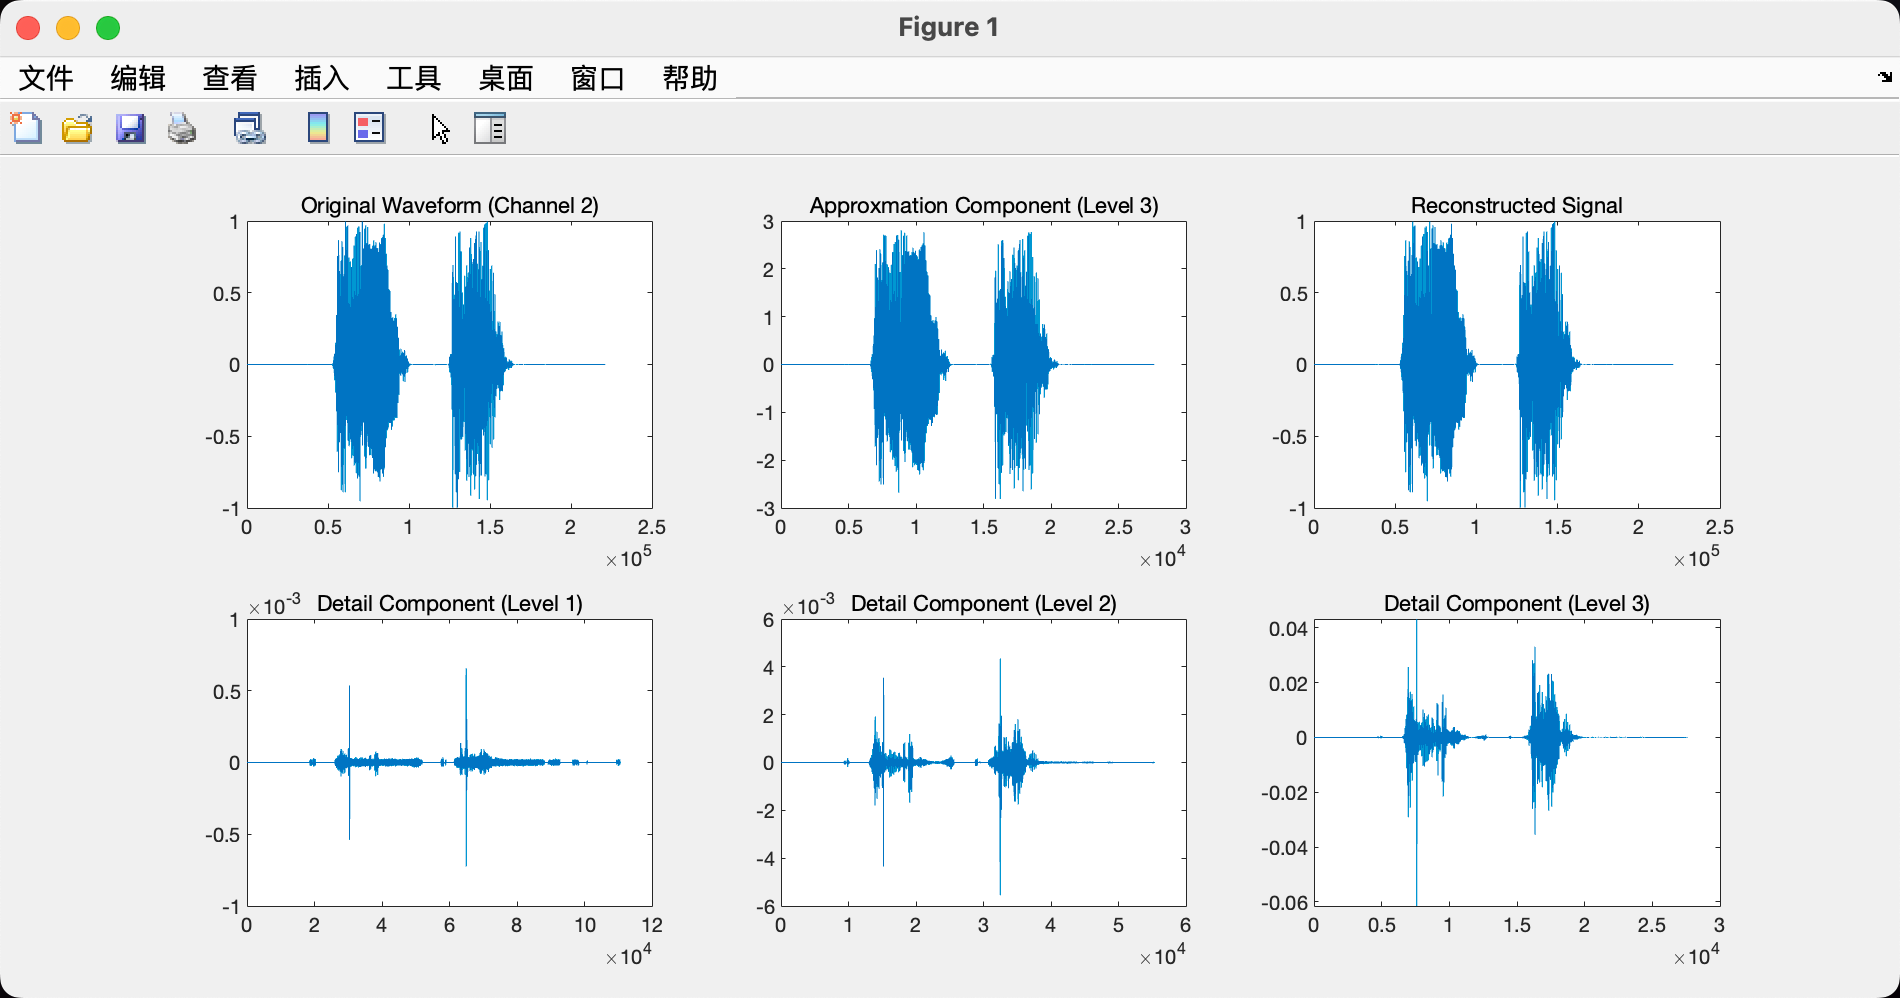 Figure 1
文件 编辑 查看 插入 工具 桌面 窗口 帮助
Original Waveform (Channel 2)
1
0.5
0
-0.5
-1
0 0.5 1 1.5 2 2.5
×10^5
Approxmation Component (Level 3)
3
2
1
0
-1
-2
-3
0 0.5 1 1.5 2 2.5 3
×10^4
Reconstructed Signal
1
0.5
0
-0.5
-1
0 0.5 1 1.5 2 2.5
×10^5
×10^-3 Detail Component (Level 1)
1
0.5
0
-0.5
-1
0 2 4 6 8 10 12
×10^4
×10^-3 Detail Component (Level 2)
6
4
2
0
-2
-4
-6
0 1 2 3 4 5 6
×10^4
Detail Component (Level 3)
0.04
0.02
0
-0.02
-0.04
-0.06
0 0.5 1 1.5 2 2.5 3
×10^4